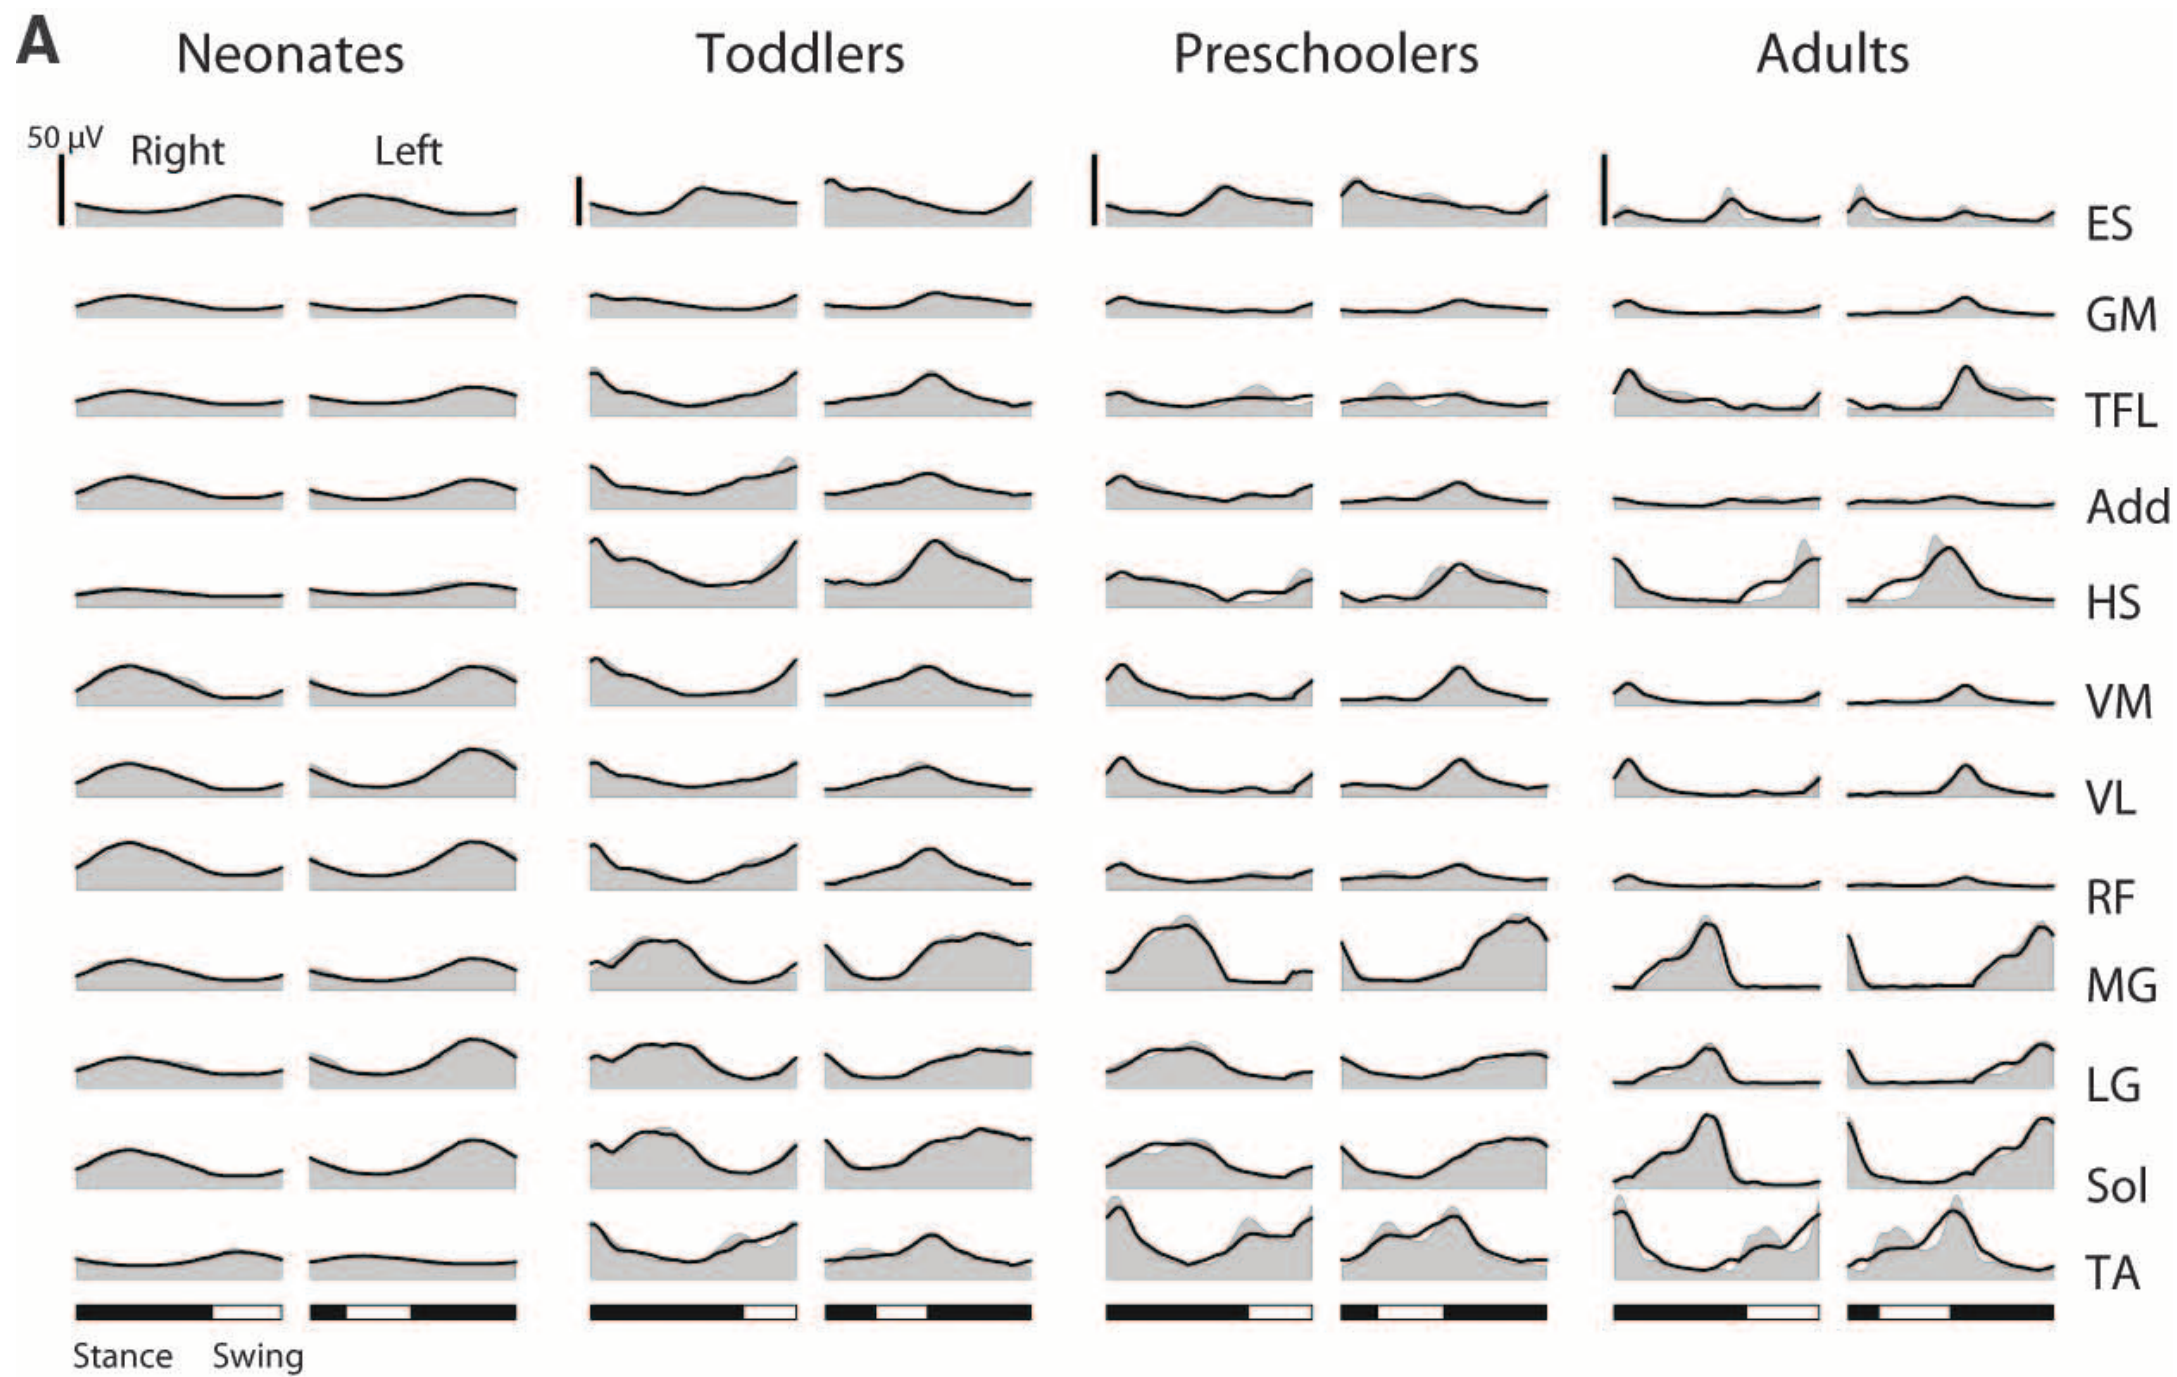 A
Neonates Toddlers Preschoolers Adults
50 µV
Right Left
ES
GM
TFL
Add
HS
VM
VL
RF
MG
LG
Sol
TA
Stance Swing